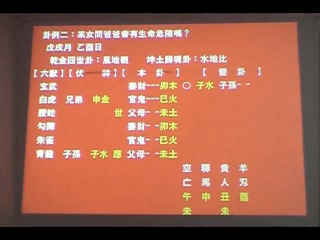 卦例二：某女問爸爸會有生命危險嗎？
戊戌月 乙酉日
乾金四世卦：風地觀 坤土歸魂卦：水地比
【六獸】【伏 神】【本 卦】 【變 卦】
玄武 妻財---卯木 ○ 子水 子孫- -
白虎 兄弟 申金 官鬼---巳火
螣蛇 世 父母- -未土
勾陳 妻財- -卯木
朱雀 官鬼- -巳火
青龍 子孫 子水 應 父母- -未土
空 驛 貴 羊
亡 馬 人 刃
午 申 丑 酉
未 未